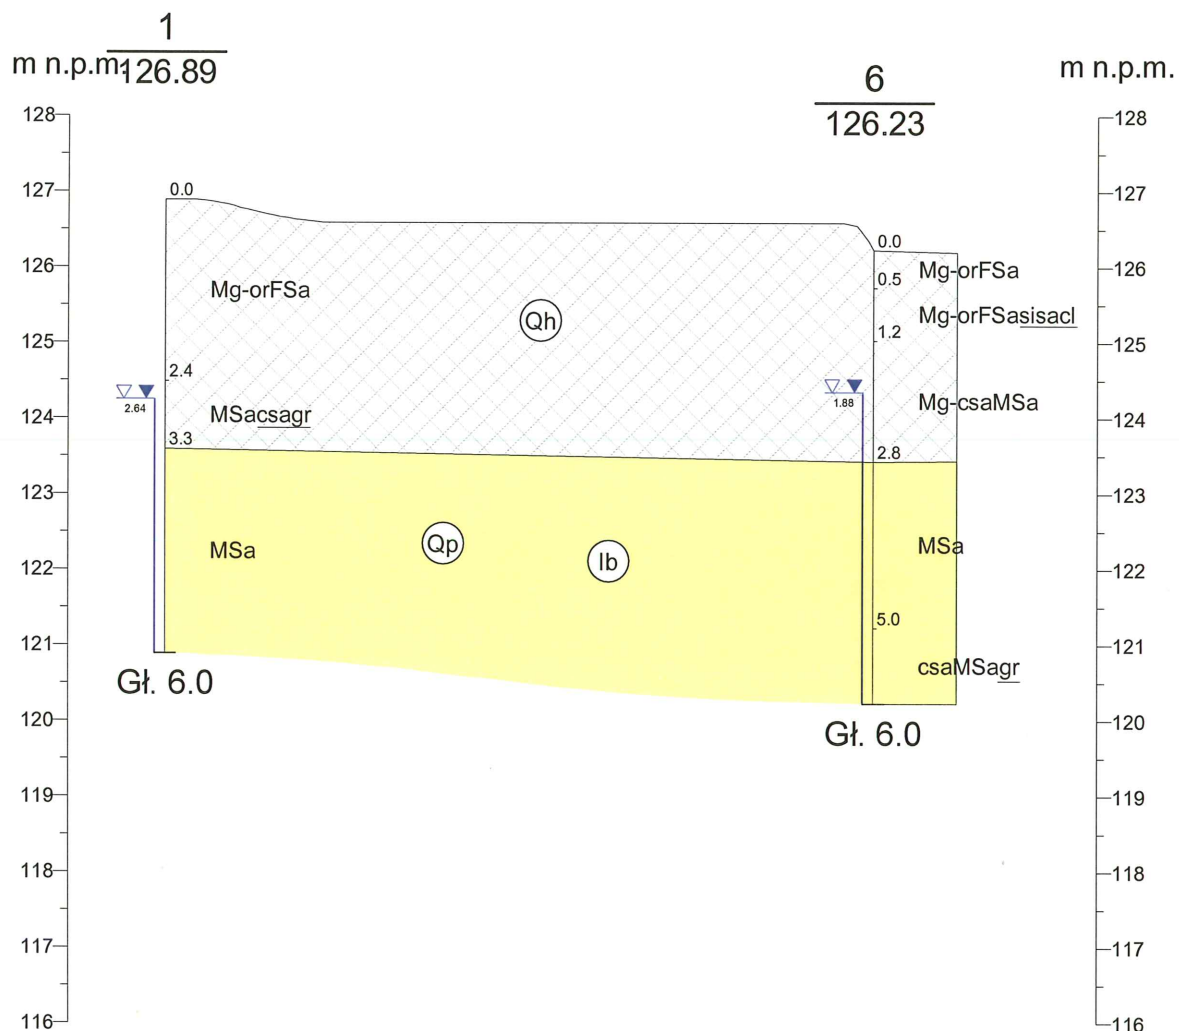 1
m n.p.m.
126.89
6
126.23
m n.p.m.
128
127
126
125
124
123
122
121
120
119
118
117
116
0.0
Mg-orFSa
2.4
2.64
MSacsagr
3.3
MSa
Gł. 6.0
Qh
Qp
Ib
0.0
Mg-orFSa
0.5
Mg-orFSasisacl
1.2
1.88
Mg-csaMSa
2.8
MSa
5.0
csaMSagr
Gł. 6.0
128
127
126
125
124
123
122
121
120
119
118
117
116